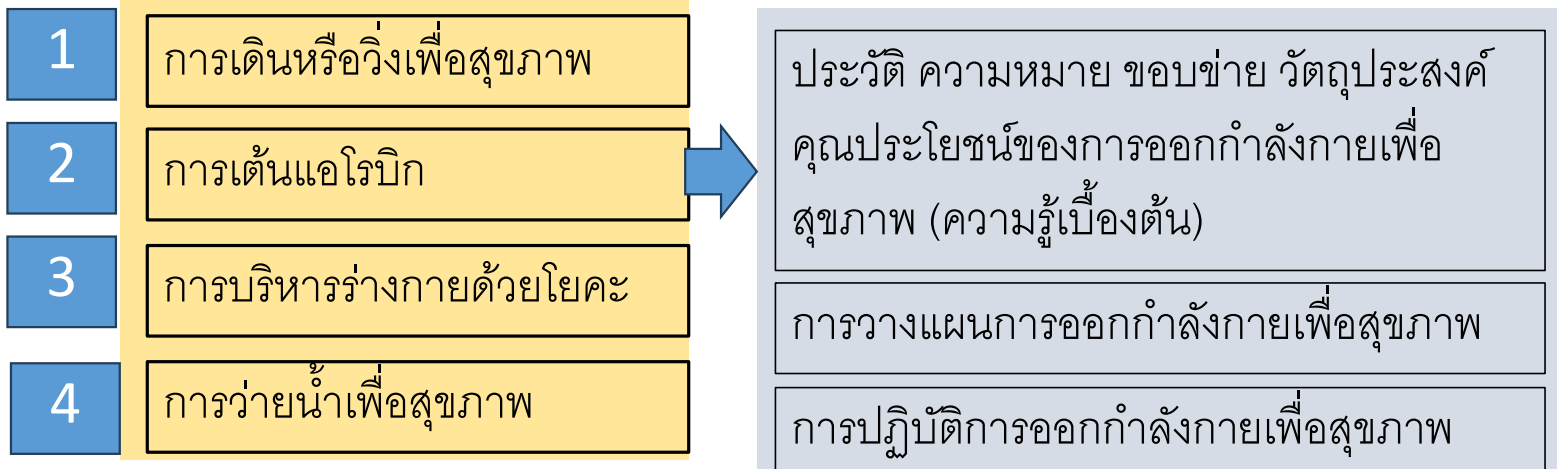 1
การเดินหรือวิ่งเพื่อสุขภาพ
2
การเต้นแอโรบิก
3
การบริหารร่างกายด้วยโยคะ
4
การว่ายน้ำเพื่อสุขภาพ
ประวัติ ความหมาย ขอบข่าย วัตถุประสงค์
คุณประโยชน์ของการออกกำลังกายเพื่อ
สุขภาพ (ความรู้เบื้องต้น)
การวางแผนการออกกำลังกายเพื่อสุขภาพ
การปฏิบัติการออกกำลังกายเพื่อสุขภาพ